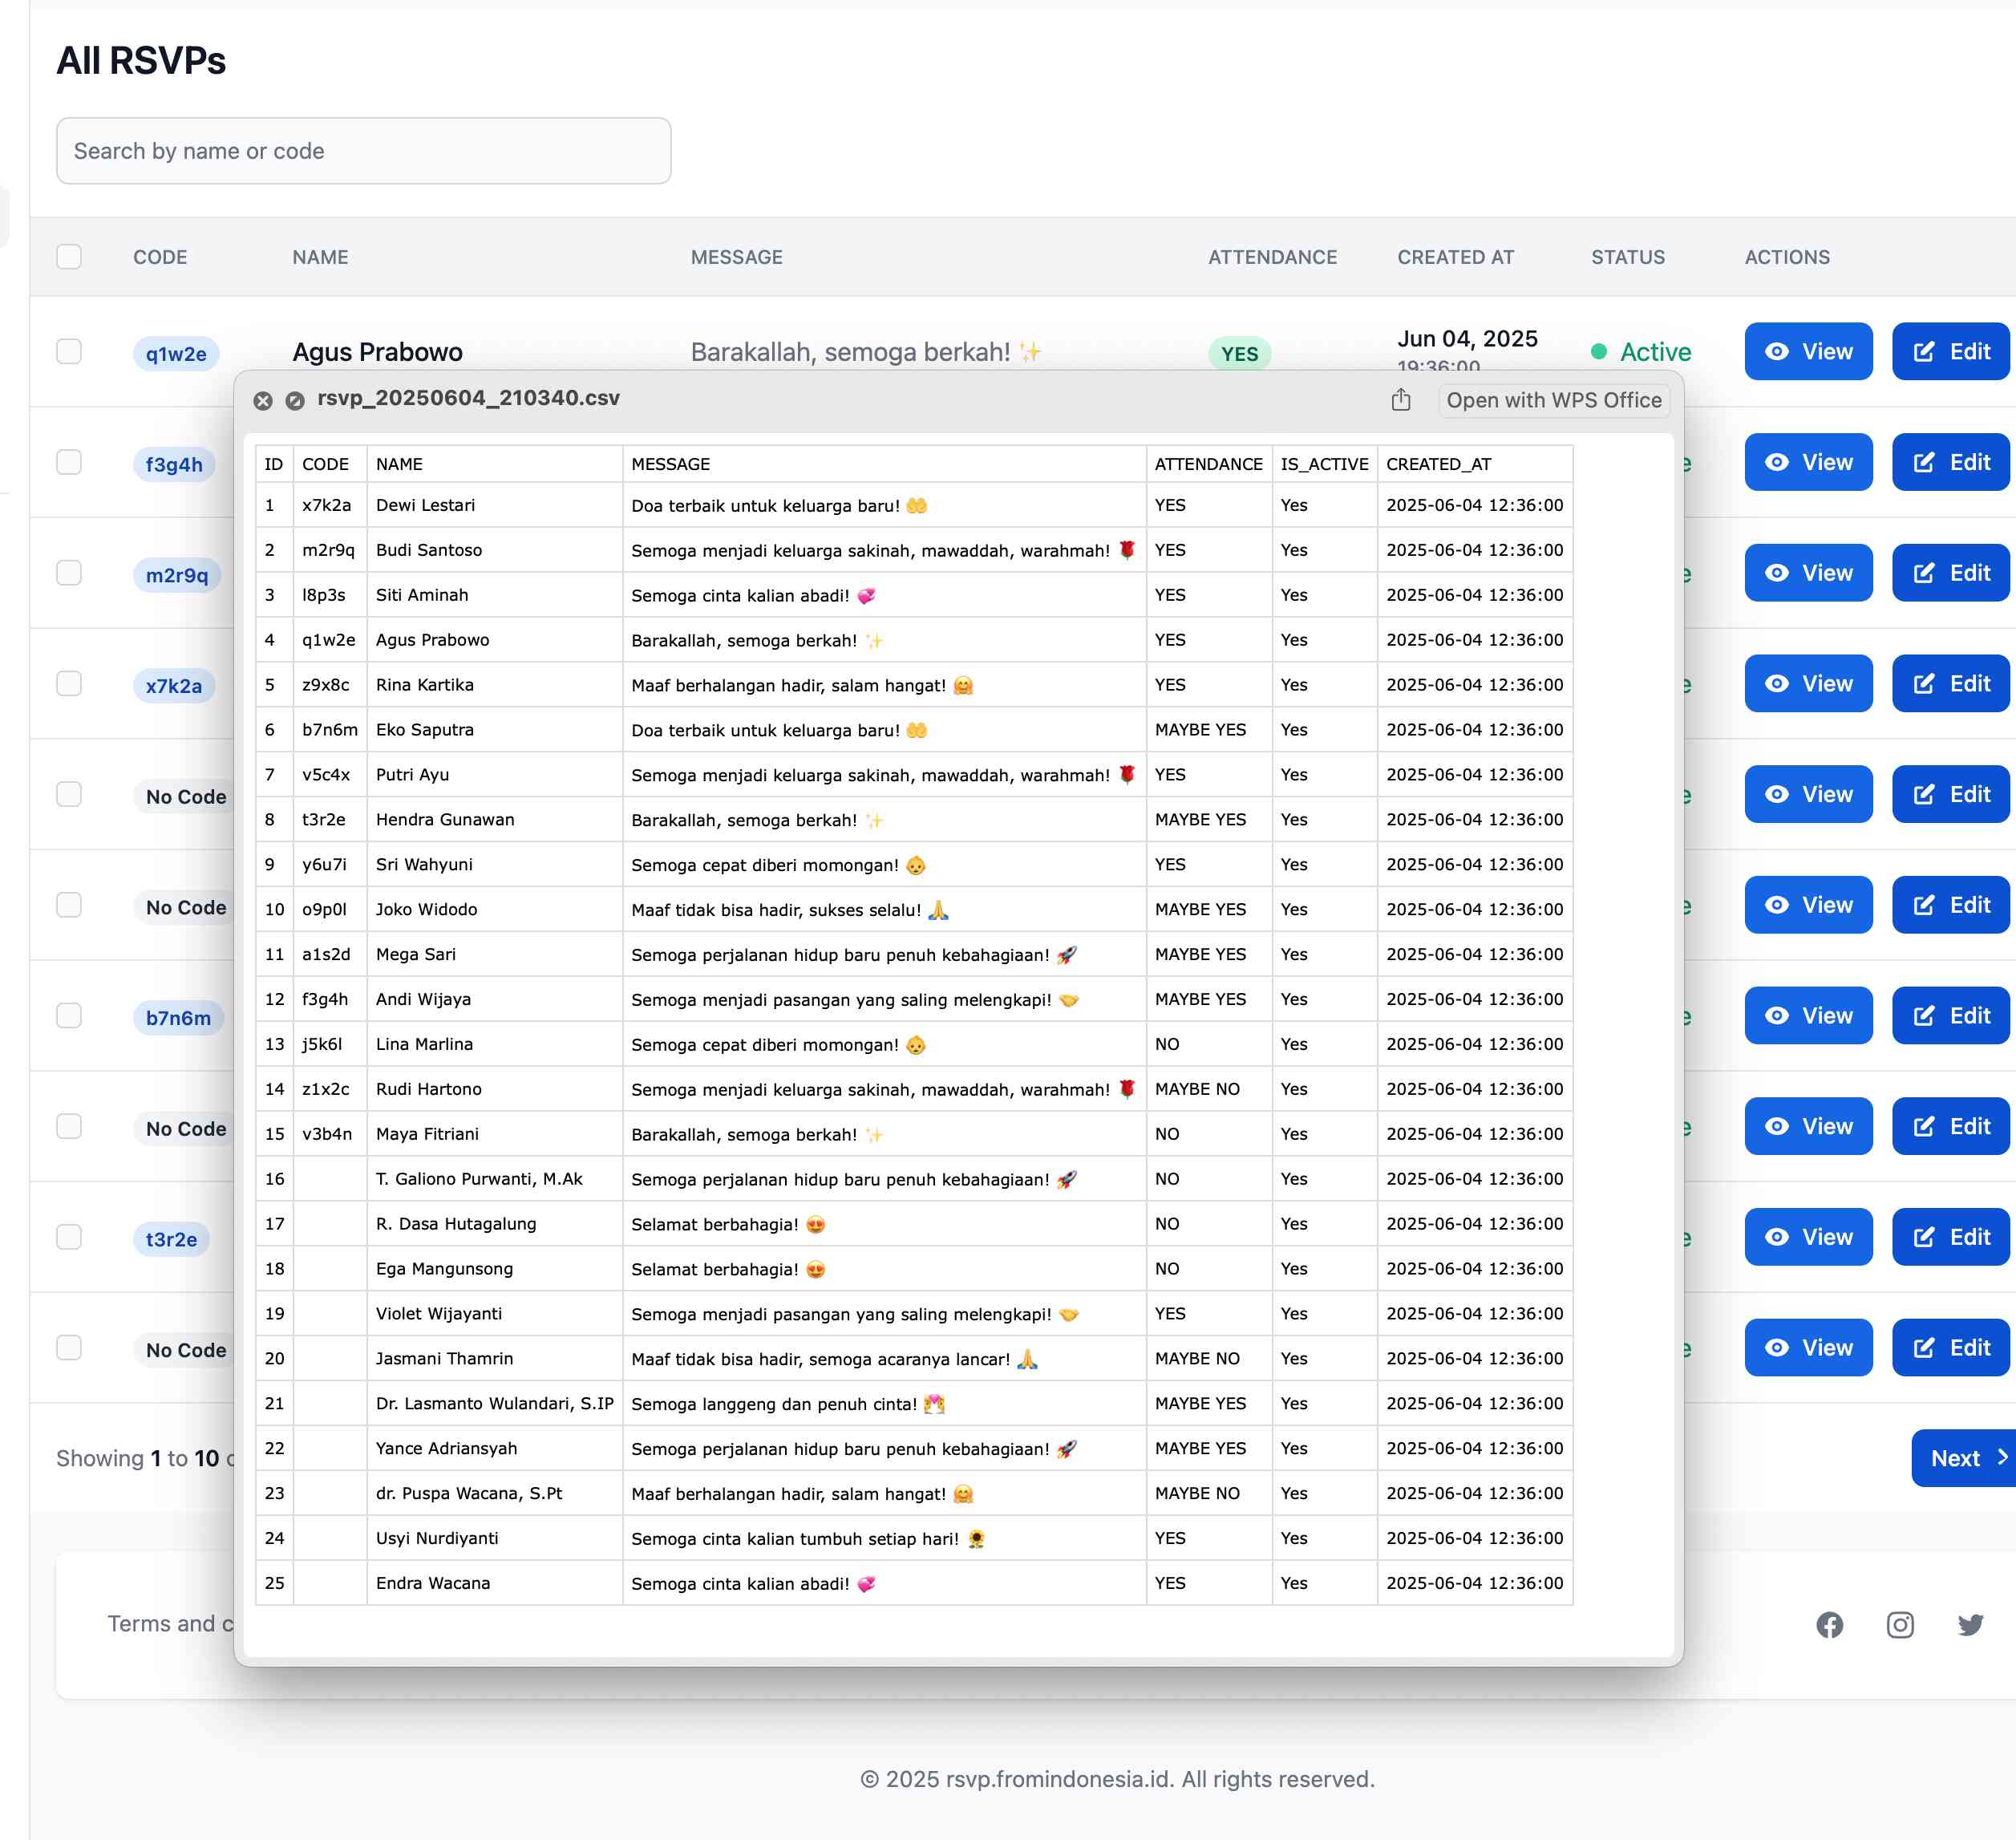 All RSVPs
Search by name or code
CODE NAME MESSAGE ATTENDANCE CREATED AT STATUS ACTIONS
q1w2e Agus Prabowo Barakallah, semoga berkah! ✨ YES Jun 04, 2025 Active View Edit
19:36:00
rsvp_20250604_210340.csv Open with WPS Office
f3g4h View Edit
m2r9q View Edit
x7k2a View Edit
No Code View Edit
No Code View Edit
b7n6m View Edit
No Code View Edit
t3r2e View Edit
No Code View Edit
ID CODE NAME MESSAGE ATTENDANCE IS_ACTIVE CREATED_AT
1 x7k2a Dewi Lestari Doa terbaik untuk keluarga baru! 🤲 YES Yes 2025-06-04 12:36:00
2 m2r9q Budi Santoso Semoga menjadi keluarga sakinah, mawaddah, warahmah! 🌹 YES Yes 2025-06-04 12:36:00
3 l8p3s Siti Aminah Semoga cinta kalian abadi! 💞 YES Yes 2025-06-04 12:36:00
4 q1w2e Agus Prabowo Barakallah, semoga berkah! ✨ YES Yes 2025-06-04 12:36:00
5 z9x8c Rina Kartika Maaf berhalangan hadir, salam hangat! 🤗 YES Yes 2025-06-04 12:36:00
6 b7n6m Eko Saputra Doa terbaik untuk keluarga baru! 🤲 MAYBE YES Yes 2025-06-04 12:36:00
7 v5c4x Putri Ayu Semoga menjadi keluarga sakinah, mawaddah, warahmah! 🌹 YES Yes 2025-06-04 12:36:00
8 t3r2e Hendra Gunawan Barakallah, semoga berkah! ✨ MAYBE YES Yes 2025-06-04 12:36:00
9 y6u7i Sri Wahyuni Semoga cepat diberi momongan! 👶 YES Yes 2025-06-04 12:36:00
10 o9p0l Joko Widodo Maaf tidak bisa hadir, sukses selalu! 🙏 MAYBE YES Yes 2025-06-04 12:36:00
11 a1s2d Mega Sari Semoga perjalanan hidup baru penuh kebahagiaan! 🚀 MAYBE YES Yes 2025-06-04 12:36:00
12 f3g4h Andi Wijaya Semoga menjadi pasangan yang saling melengkapi! 🤝 MAYBE YES Yes 2025-06-04 12:36:00
13 j5k6l Lina Marlina Semoga cepat diberi momongan! 👶 NO Yes 2025-06-04 12:36:00
14 z1x2c Rudi Hartono Semoga menjadi keluarga sakinah, mawaddah, warahmah! 🌹 MAYBE NO Yes 2025-06-04 12:36:00
15 v3b4n Maya Fitriani Barakallah, semoga berkah! ✨ NO Yes 2025-06-04 12:36:00
16 T. Galiono Purwanti, M.Ak Semoga perjalanan hidup baru penuh kebahagiaan! 🚀 NO Yes 2025-06-04 12:36:00
17 R. Dasa Hutagalung Selamat berbahagia! 😍 NO Yes 2025-06-04 12:36:00
18 Ega Mangunsong Selamat berbahagia! 😍 NO Yes 2025-06-04 12:36:00
19 Violet Wijayanti Semoga menjadi pasangan yang saling melengkapi! 🤝 YES Yes 2025-06-04 12:36:00
20 Jasmani Thamrin Maaf tidak bisa hadir, semoga acaranya lancar! 🙏 MAYBE NO Yes 2025-06-04 12:36:00
21 Dr. Lasmanto Wulandari, S.IP Semoga langgeng dan penuh cinta! 💏 MAYBE YES Yes 2025-06-04 12:36:00
22 Yance Adriansyah Semoga perjalanan hidup baru penuh kebahagiaan! 🚀 MAYBE YES Yes 2025-06-04 12:36:00
23 dr. Puspa Wacana, S.Pt Maaf berhalangan hadir, salam hangat! 🤗 MAYBE NO Yes 2025-06-04 12:36:00
24 Usyi Nurdiyanti Semoga cinta kalian tumbuh setiap hari! 🌻 YES Yes 2025-06-04 12:36:00
25 Endra Wacana Semoga cinta kalian abadi! 💞 YES Yes 2025-06-04 12:36:00
Showing 1 to 10 Next
Terms and
© 2025 rsvp.fromindonesia.id. All rights reserved.